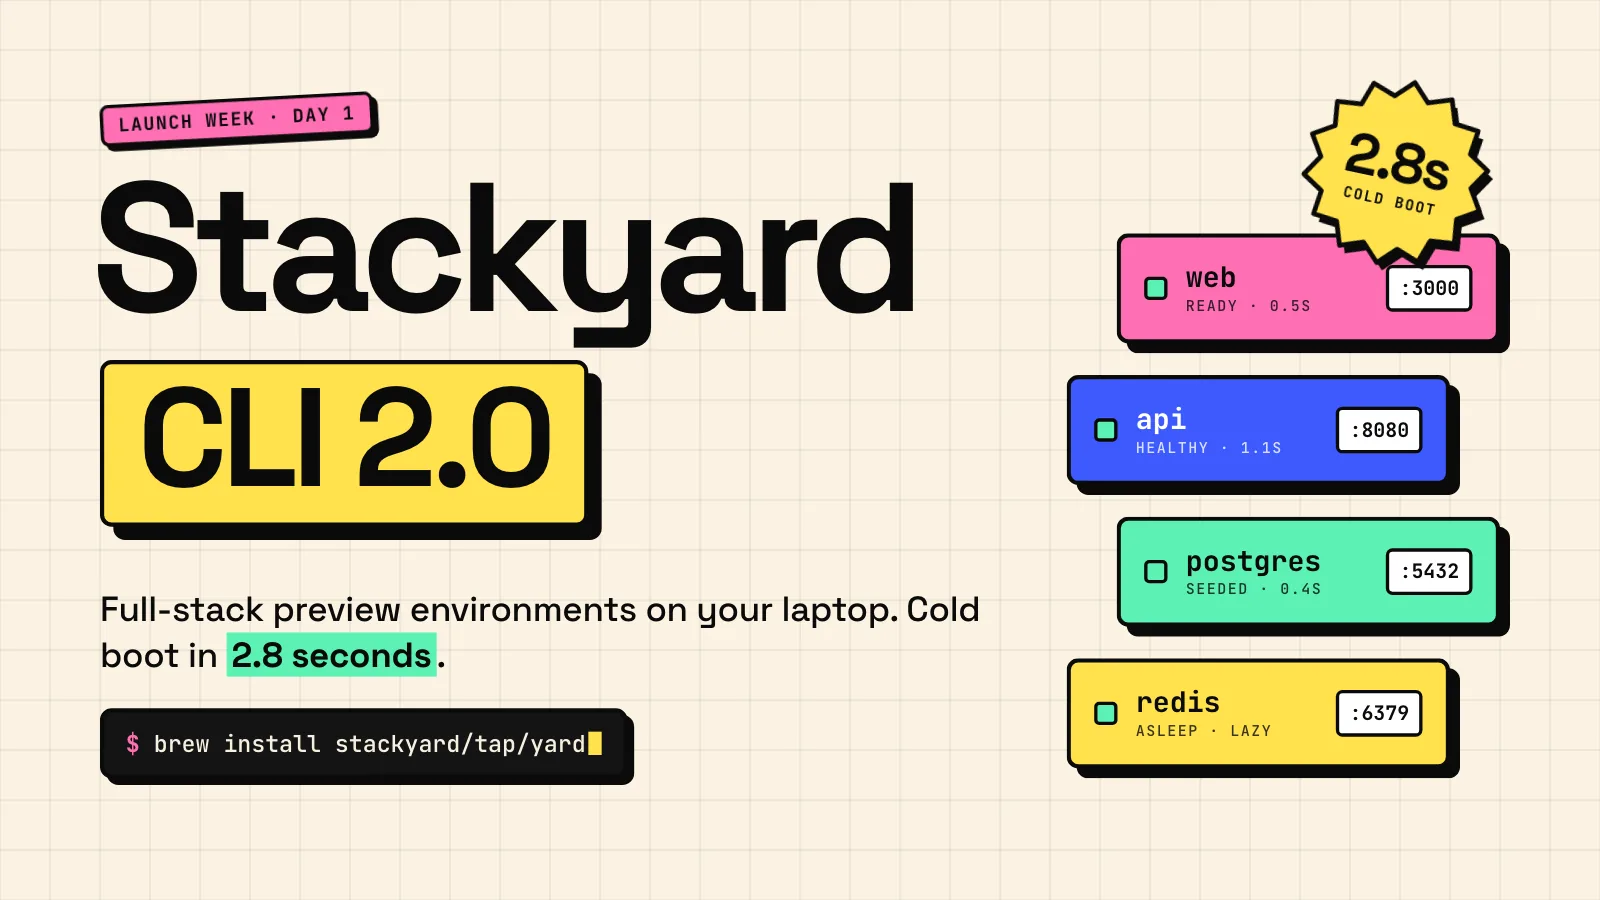 LAUNCH WEEK · DAY 1
Stackyard
CLI 2.0
Full-stack preview environments on your laptop. Cold
boot in 2.8 seconds.
$ brew install stackyard/tap/yard
2.8s
COLD BOOT
web
READY · 0.5S
:3000
api
HEALTHY · 1.1S
:8080
postgres
SEEDED · 0.4S
:5432
redis
ASLEEP · LAZY
:6379